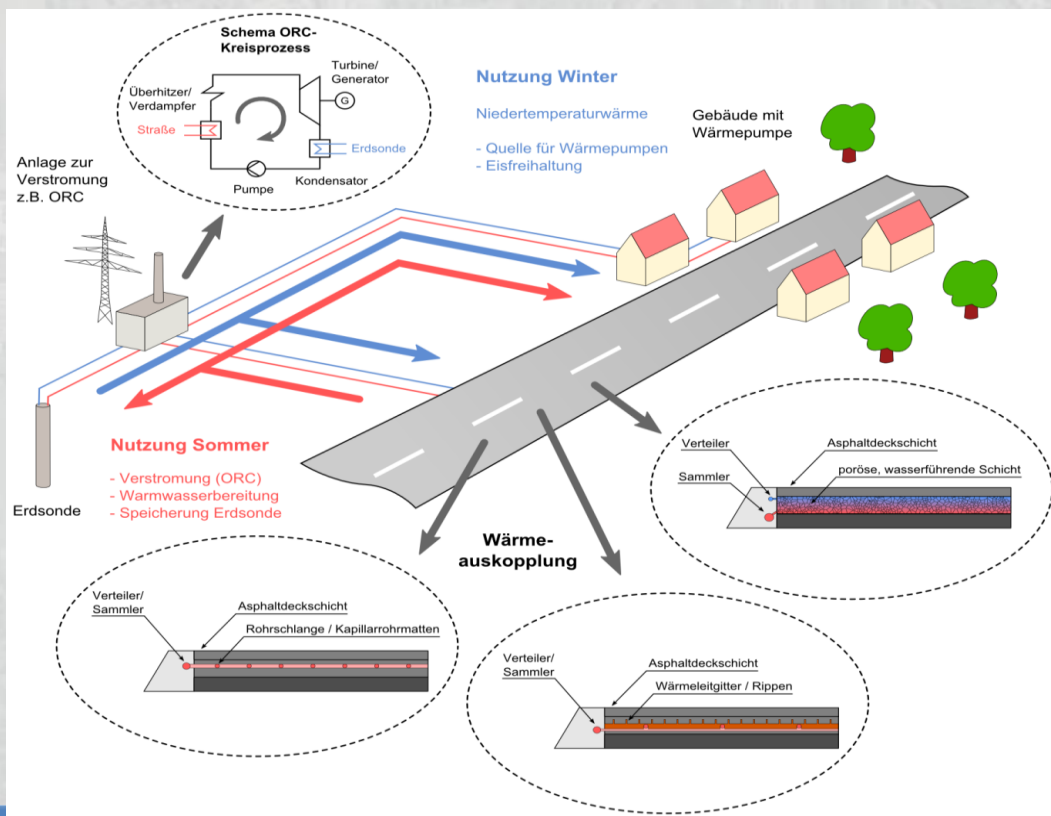 Schema ORC-
Kreisprozess
Turbine/
Generator
Überhitzer/
Verdampfer
G
Straße
Erdsonde
Pumpe
Kondensator
Anlage zur
Verstromung
z.B. ORC
Nutzung Winter
Niedertemperaturwärme
- Quelle für Wärmepumpen
- Eisfreihaltung
Gebäude mit
Wärmepumpe
Erdsonde
Nutzung Sommer
- Verstromung (ORC)
- Warmwasserbereitung
- Speicherung Erdsonde
Wärme-
auskopplung
Verteiler
Sammler
Asphaltdeckschicht
poröse, wasserführende Schicht
Verteiler/
Sammler
Asphaltdeckschicht
Rohrschlange / Kapillarrohrmatten
Verteiler/
Sammler
Asphaltdeckschicht
Wärmeleitgitter / Rippen